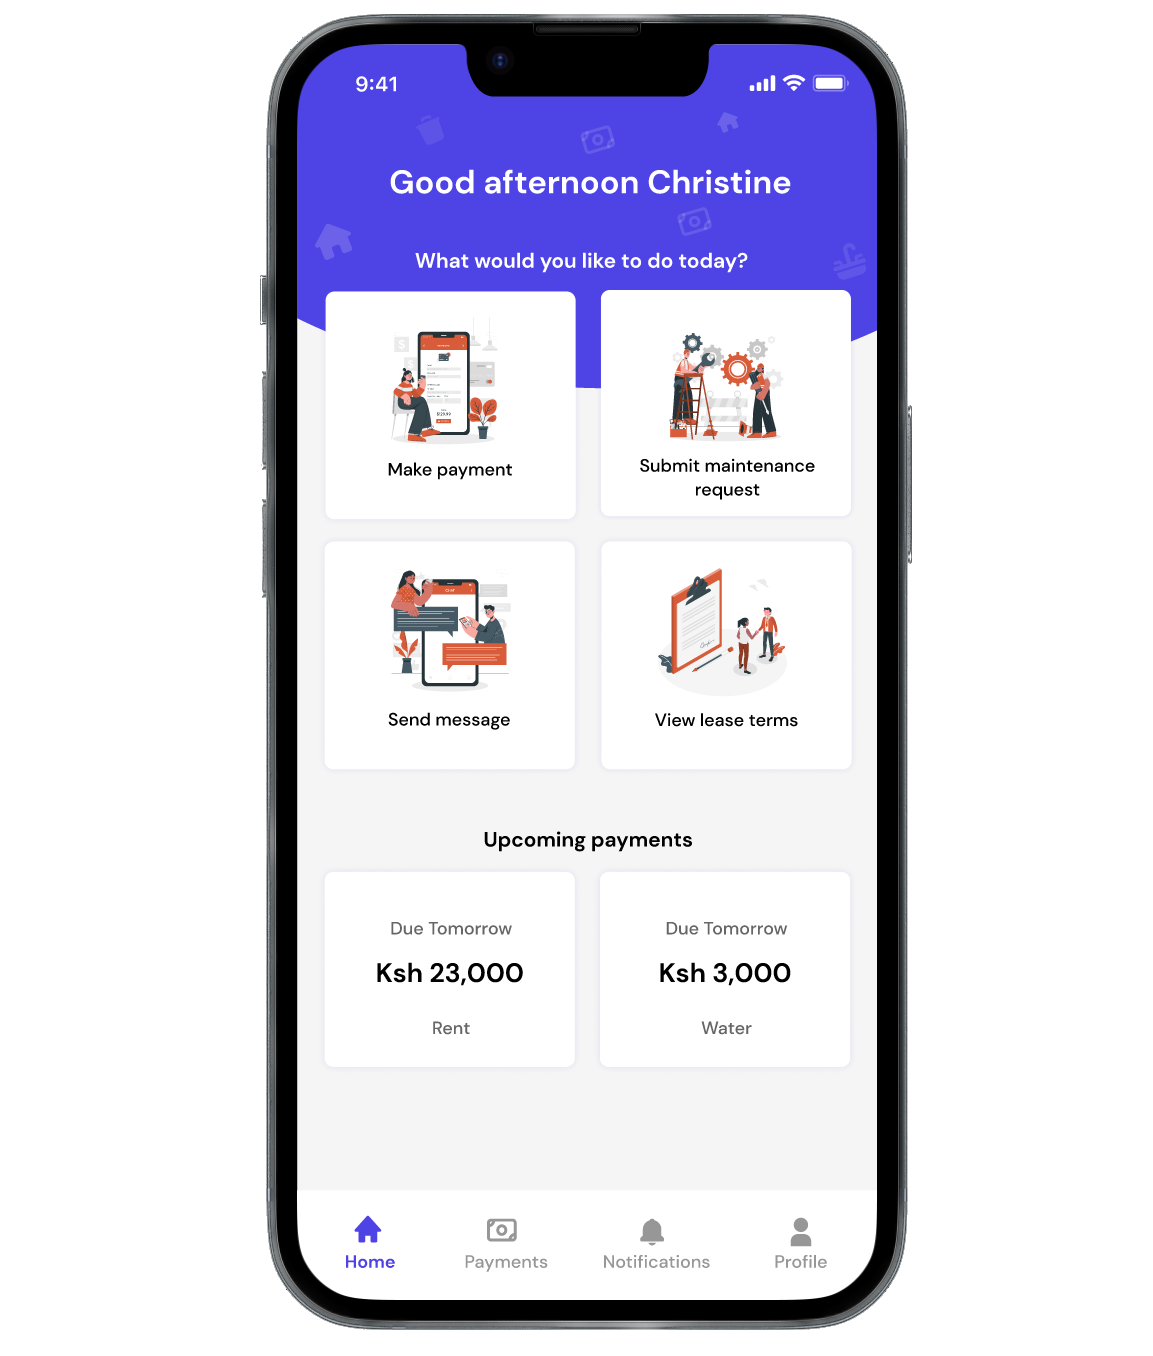 9:41
Good afternoon Christine
What would you like to do today?
Make payment
Submit maintenance
request
Send message
View lease terms
Upcoming payments
Due Tomorrow
Ksh 23,000
Rent
Due Tomorrow
Ksh 3,000
Water
Home
Payments
Notifications
Profile